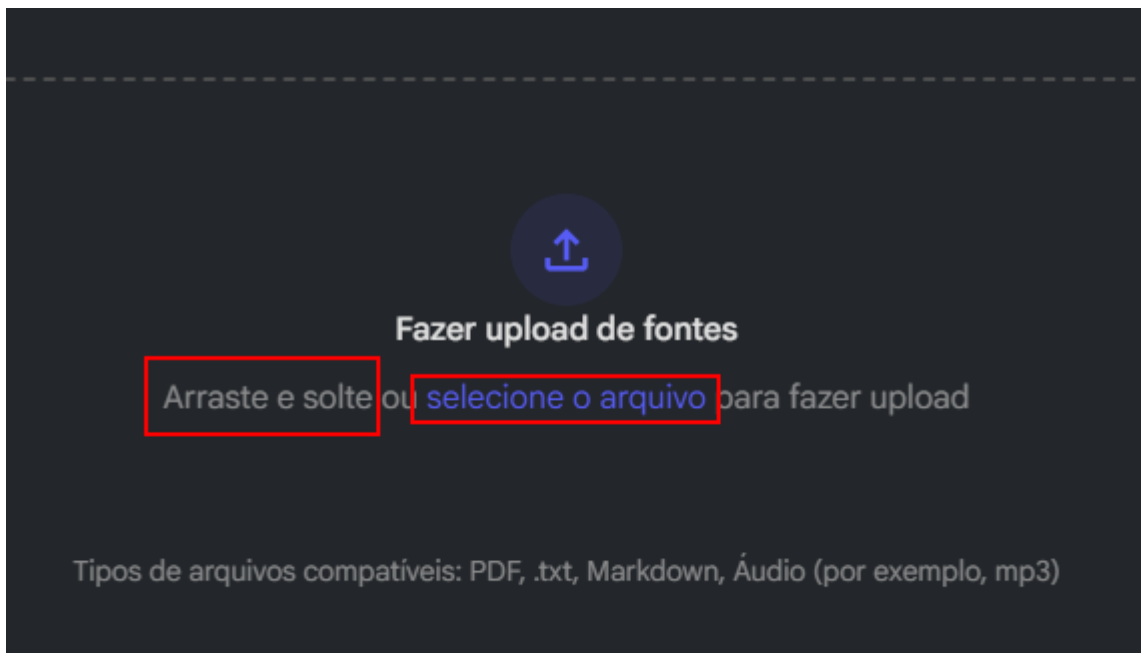 Fazer upload de fontes
Arraste e solte ou selecione o arquivo para fazer upload
Tipos de arquivos compatíveis: PDF, .txt, Markdown, Áudio (por exemplo, mp3)